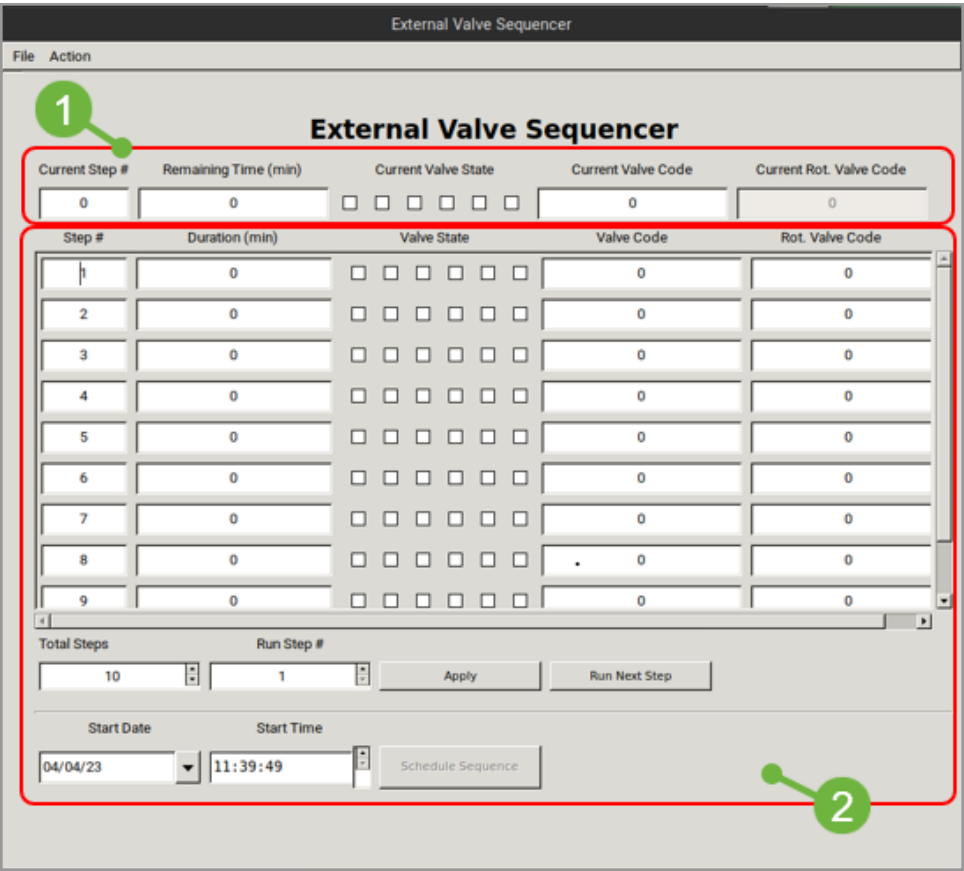 External Valve Sequencer
File Action
1
External Valve Sequencer
Current Step # Remaining Time (min) Current Valve State Current Valve Code Current Rot. Valve Code
0 0 0 0
Step # Duration (min) Valve State Valve Code Rot. Valve Code
1 0 0 0
2 0 0 0
3 0 0 0
4 0 0 0
5 0 0 0
6 0 0 0
7 0 0 0
8 0 0 0
9 0 0 0
Total Steps Run Step #
10 1 Apply Run Next Step
Start Date Start Time
04/04/23 11:39:49 Schedule Sequence
2